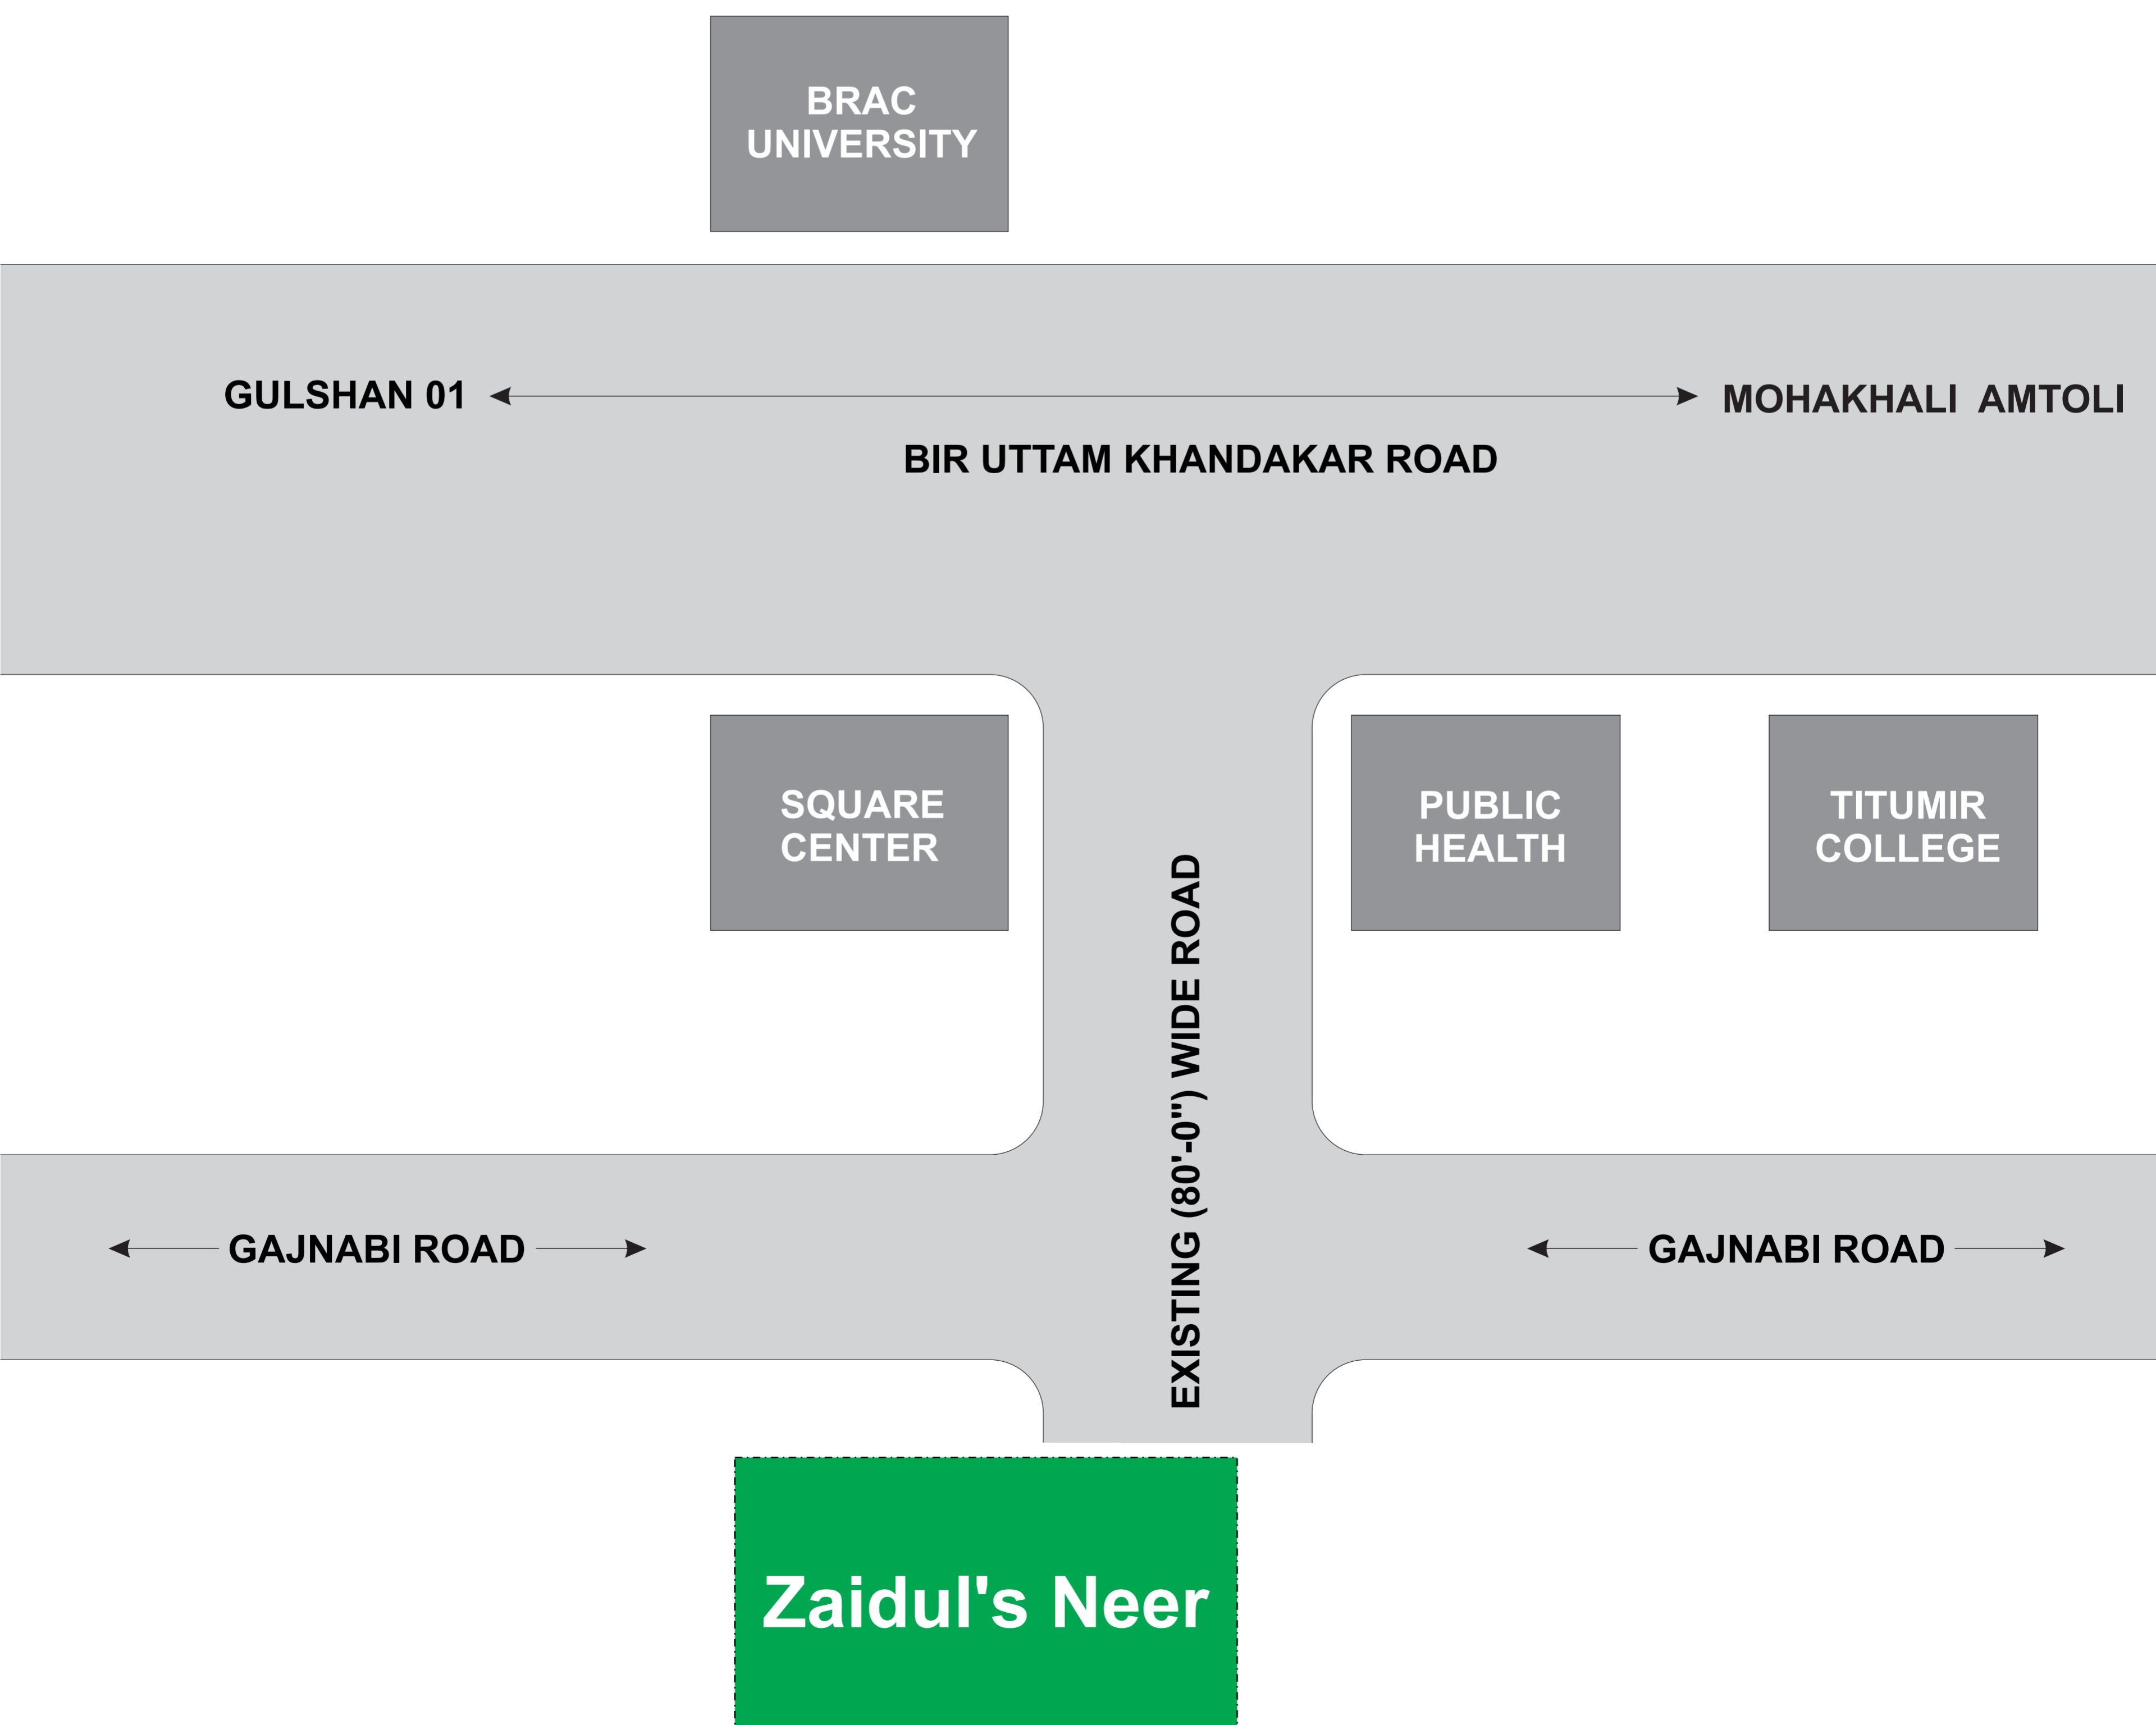 BRAC
UNIVERSITY
GULSHAN 01
MOHAKHALI AMTOLI
BIR UTTAM KHANDAKAR ROAD
SQUARE
CENTER
PUBLIC
HEALTH
TITUMIR
COLLEGE
EXISTING (80'-0") WIDE ROAD
GAJNABI ROAD
GAJNABI ROAD
Zaidul's Neer